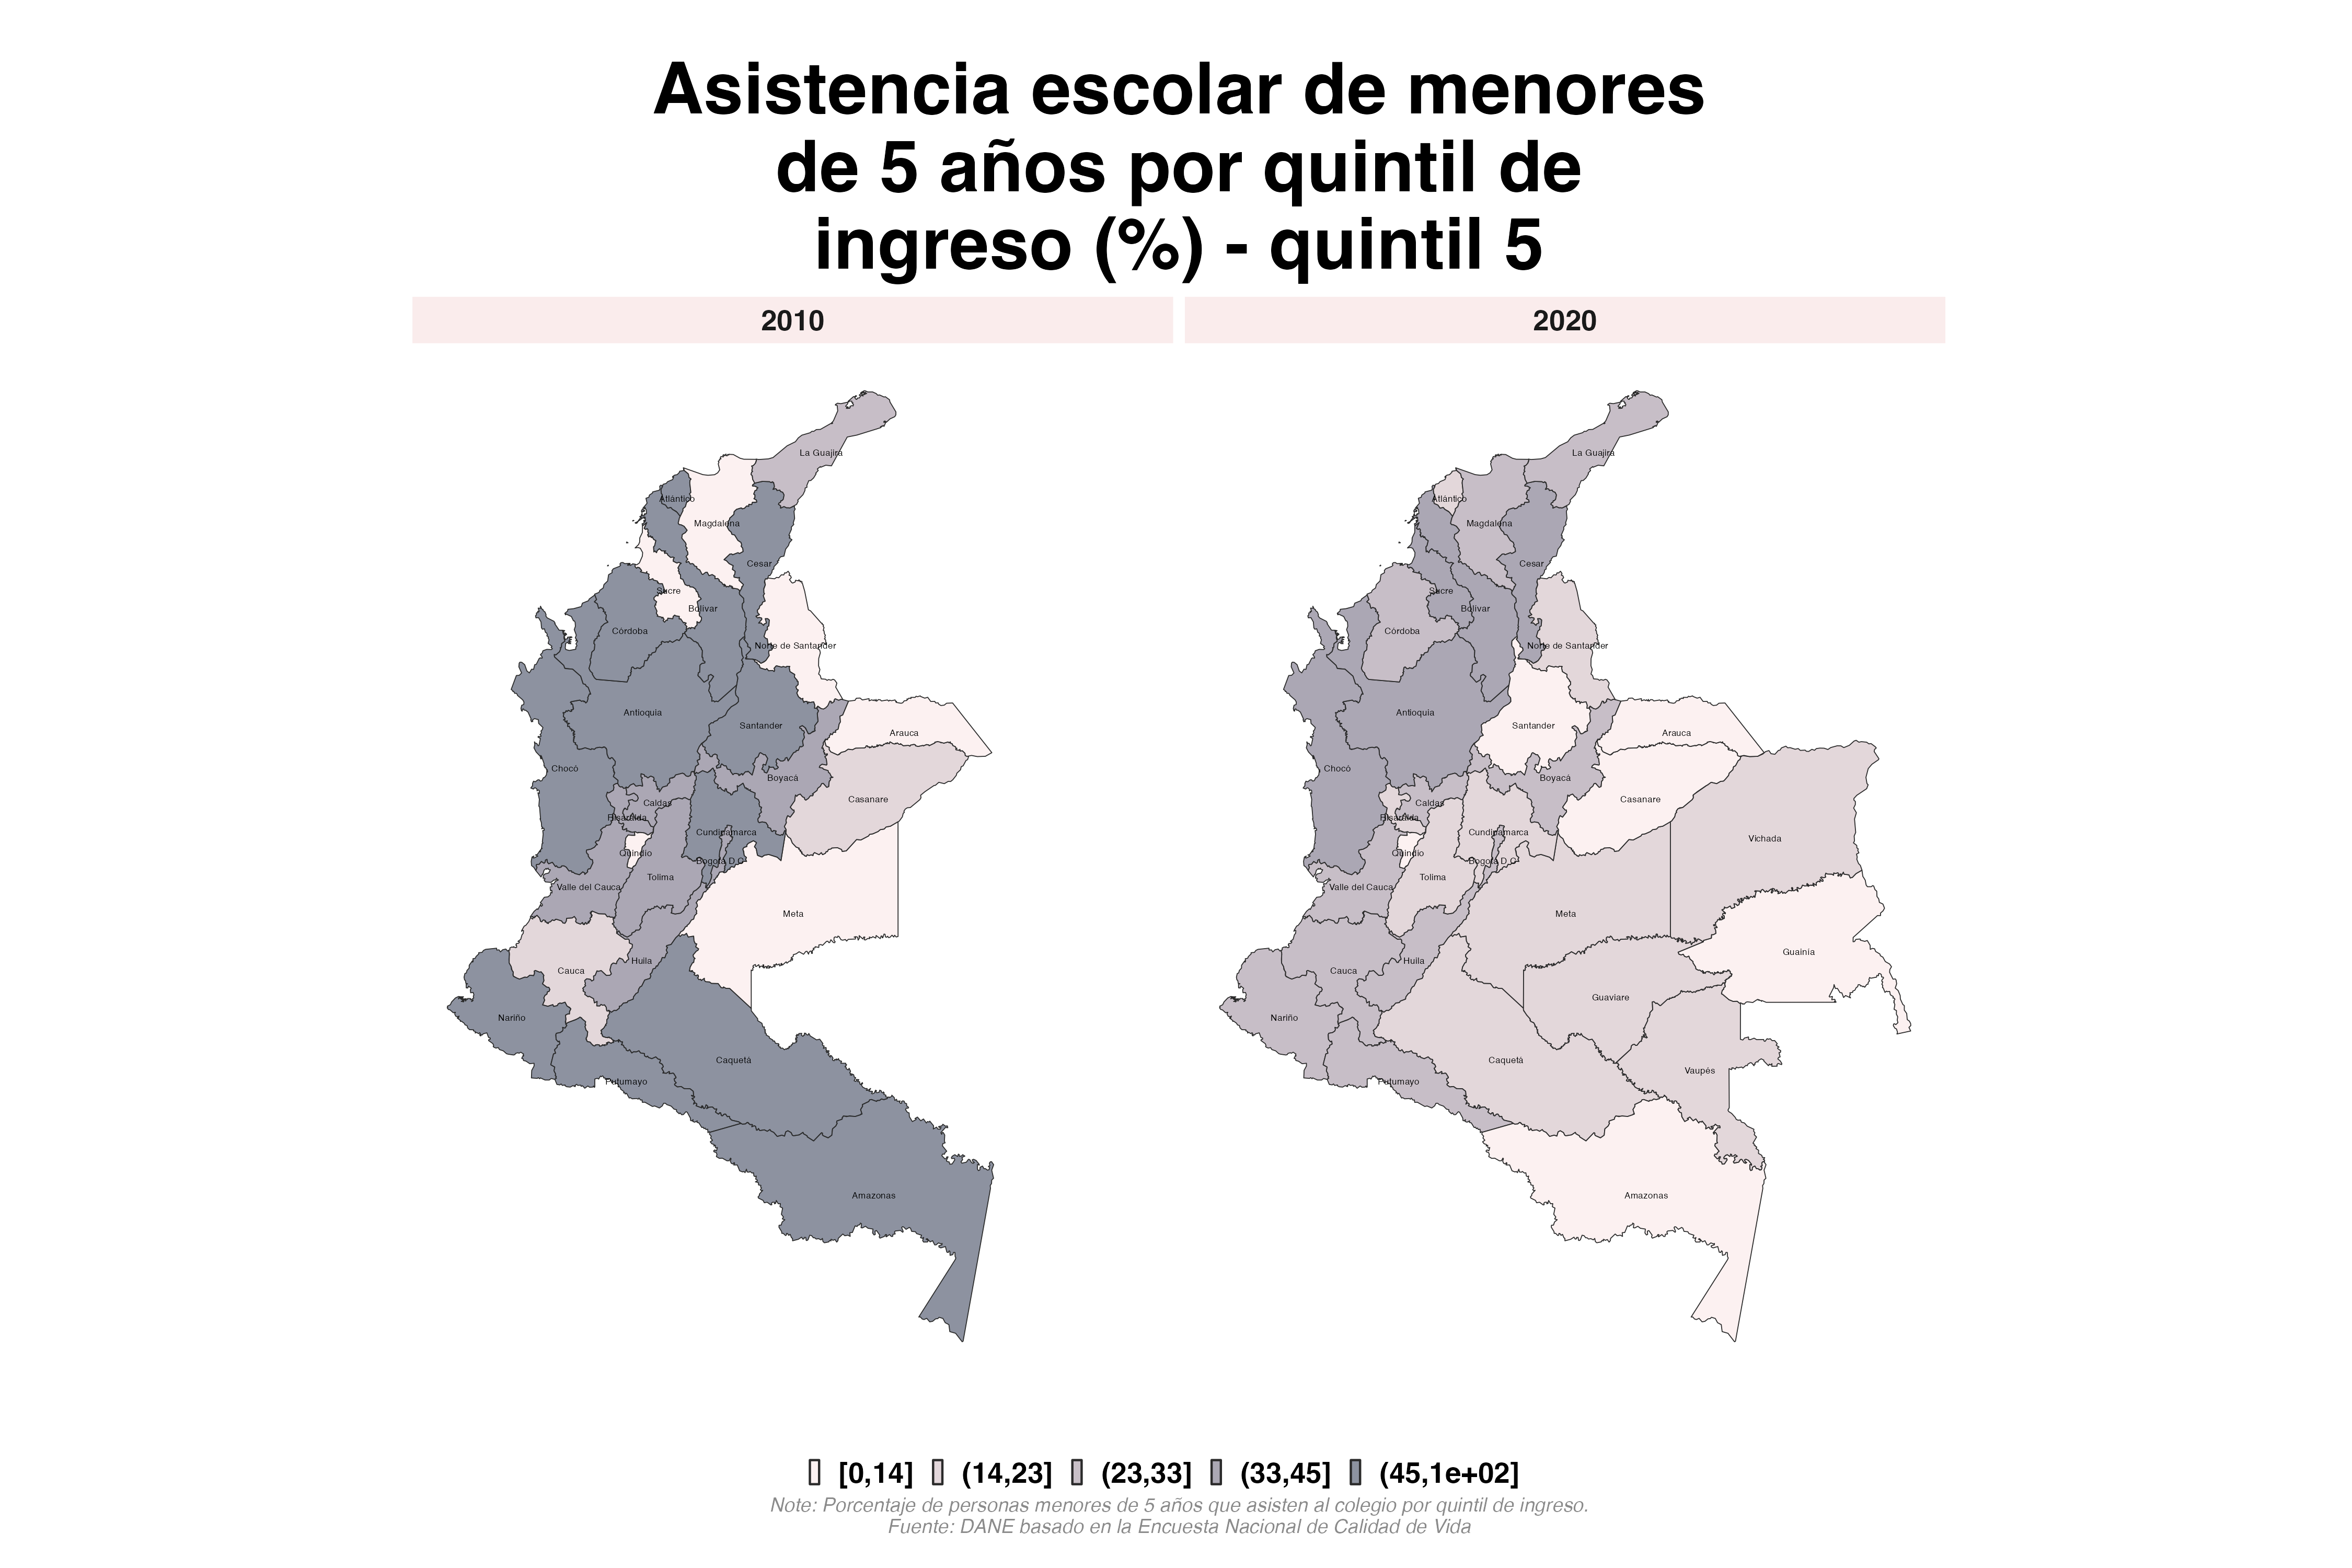 Asistencia escolar de menores
de 5 años por quintil de
ingreso (%) - quintil 5
2010
2020
La Guajira
Atlántico
Magdalena
Cesar
Sucre
Bolívar
Córdoba
Norte de Santander
Antioquia
Santander
Arauca
Chocó
Boyacá
Casanare
Caldas
Risaralda
Cundinamarca
Quindío
Bogotá D.C.
Tolima
Valle del Cauca
Meta
Huila
Cauca
Nariño
Caquetá
Putumayo
Amazonas
La Guajira
Atlántico
Magdalena
Cesar
Sucre
Bolívar
Córdoba
Norte de Santander
Antioquia
Santander
Arauca
Chocó
Boyacá
Casanare
Caldas
Risaralda
Cundinamarca
Vichada
Quindío
Bogotá D.C.
Tolima
Valle del Cauca
Meta
Guainía
Huila
Cauca
Guaviare
Nariño
Caquetá
Vaupés
Putumayo
Amazonas
[0,14] (14,23] (23,33] (33,45] (45,1e+02]
Note: Porcentaje de personas menores de 5 años que asisten al colegio por quintil de ingreso.
Fuente: DANE basado en la Encuesta Nacional de Calidad de Vida